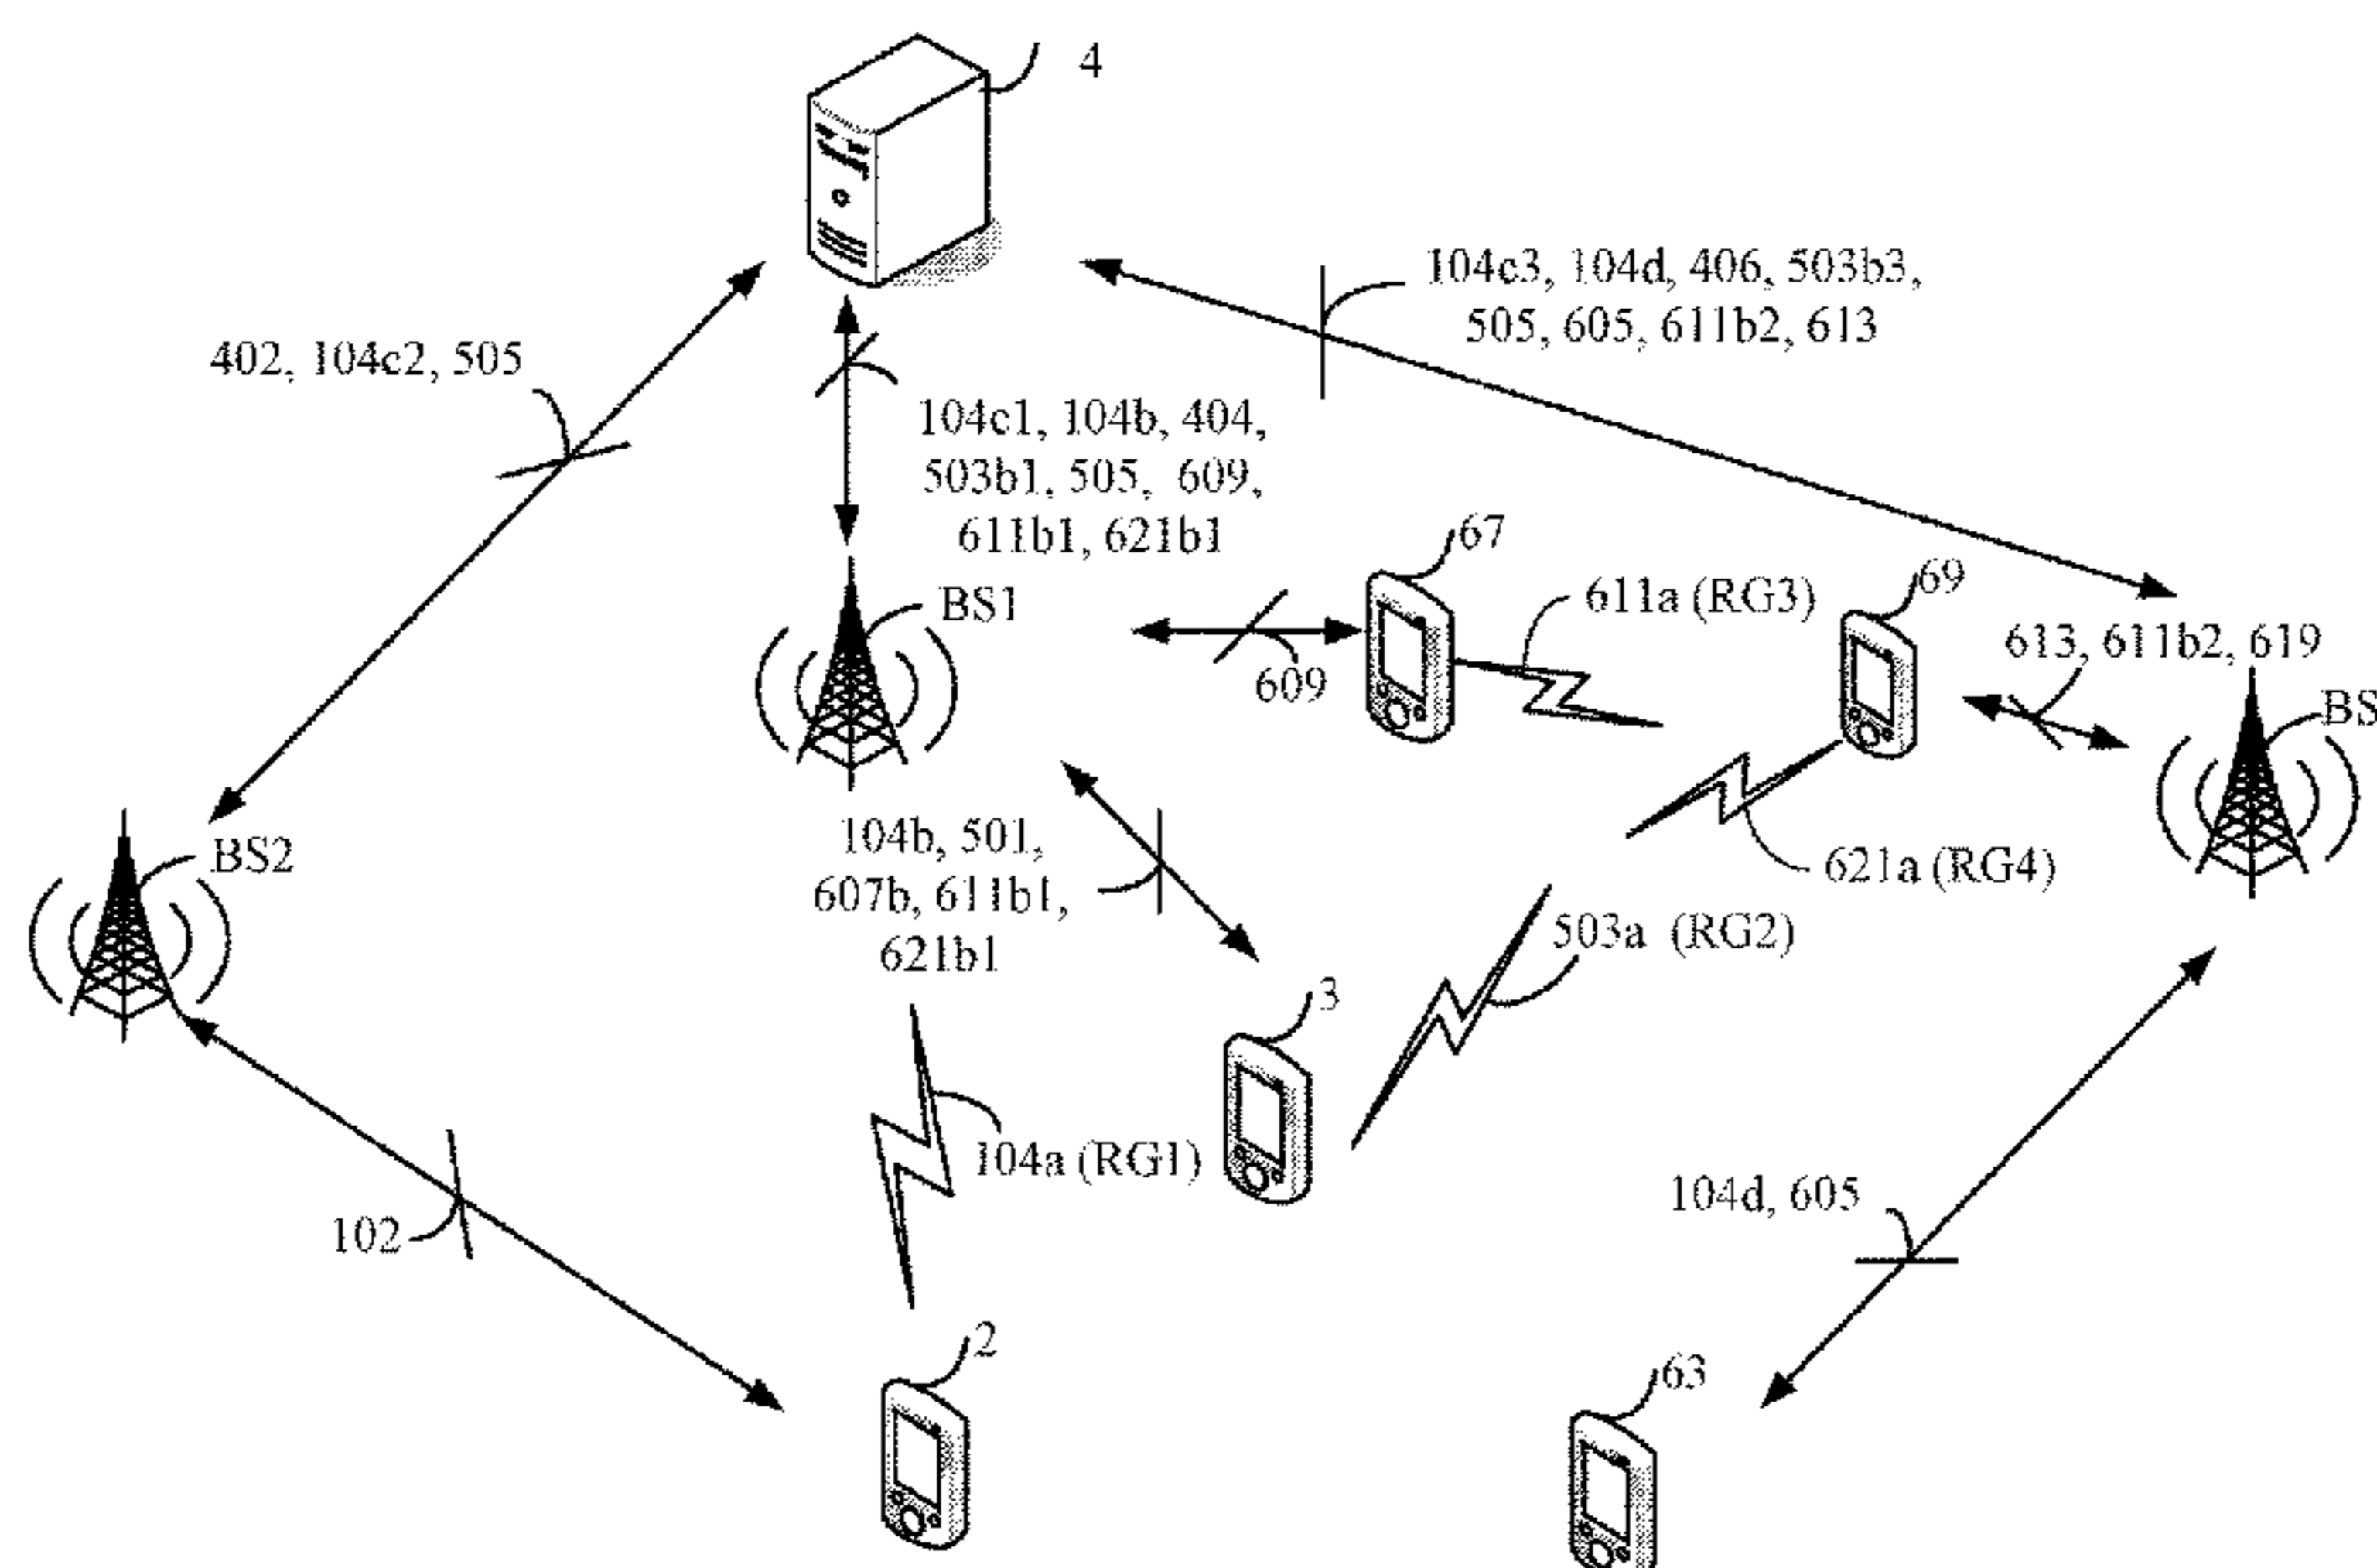 4
104c3, 104d, 406, 503b3,
505, 605, 611b2, 613
402, 104c2, 505
104c1, 104b, 404,
503b1, 505, 609,
611b1, 621b1
67
69
611a (RG3)
BS1
613, 611b2, 619
609
BS
104b, 501,
607b, 611b1,
621b1
BS2
621a (RG4)
503a (RG2)
3
104a (RG1)
104d, 605
102
2
63